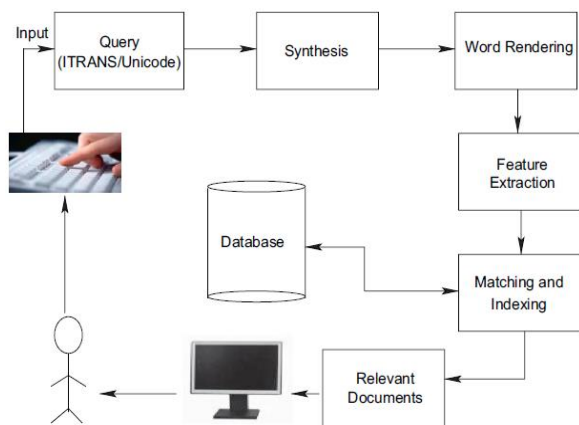 Input
Query
(ITRANS/Unicode)
Synthesis
Word Rendering
Feature
Extraction
Database
Matching and
Indexing
Relevant
Documents